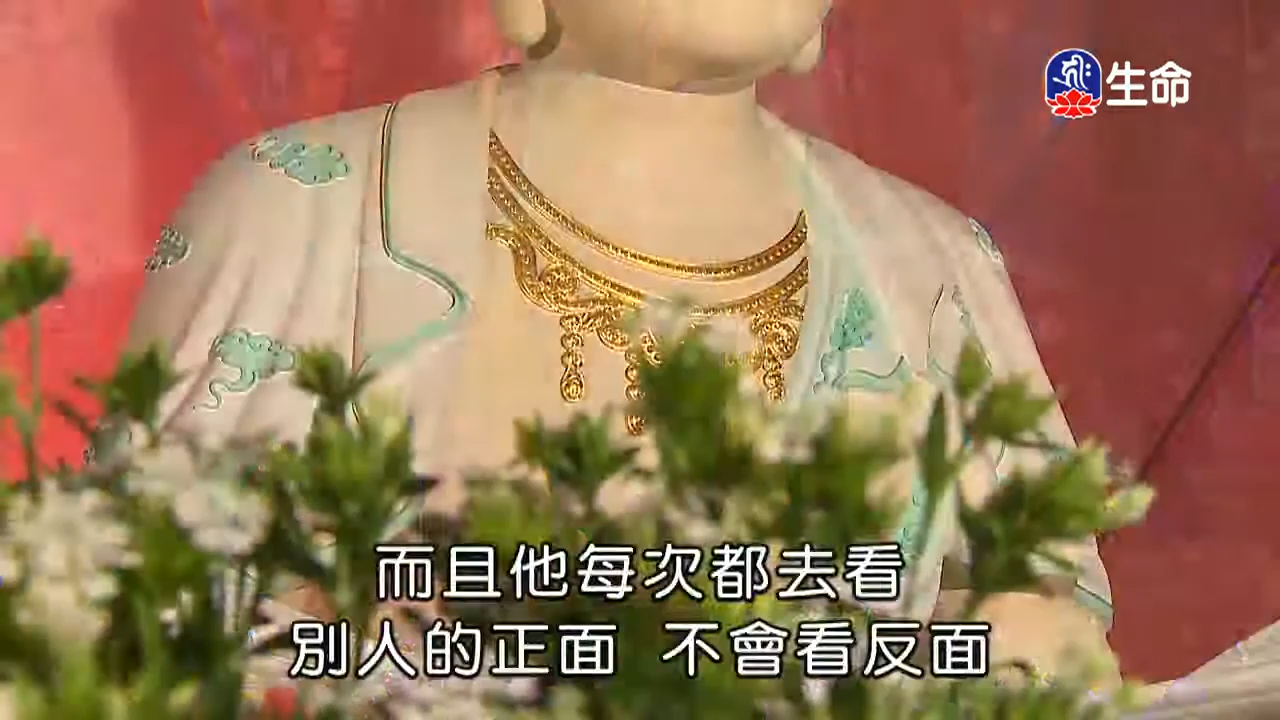 生命
而且他每次都去看
別人的正面 不會看反面